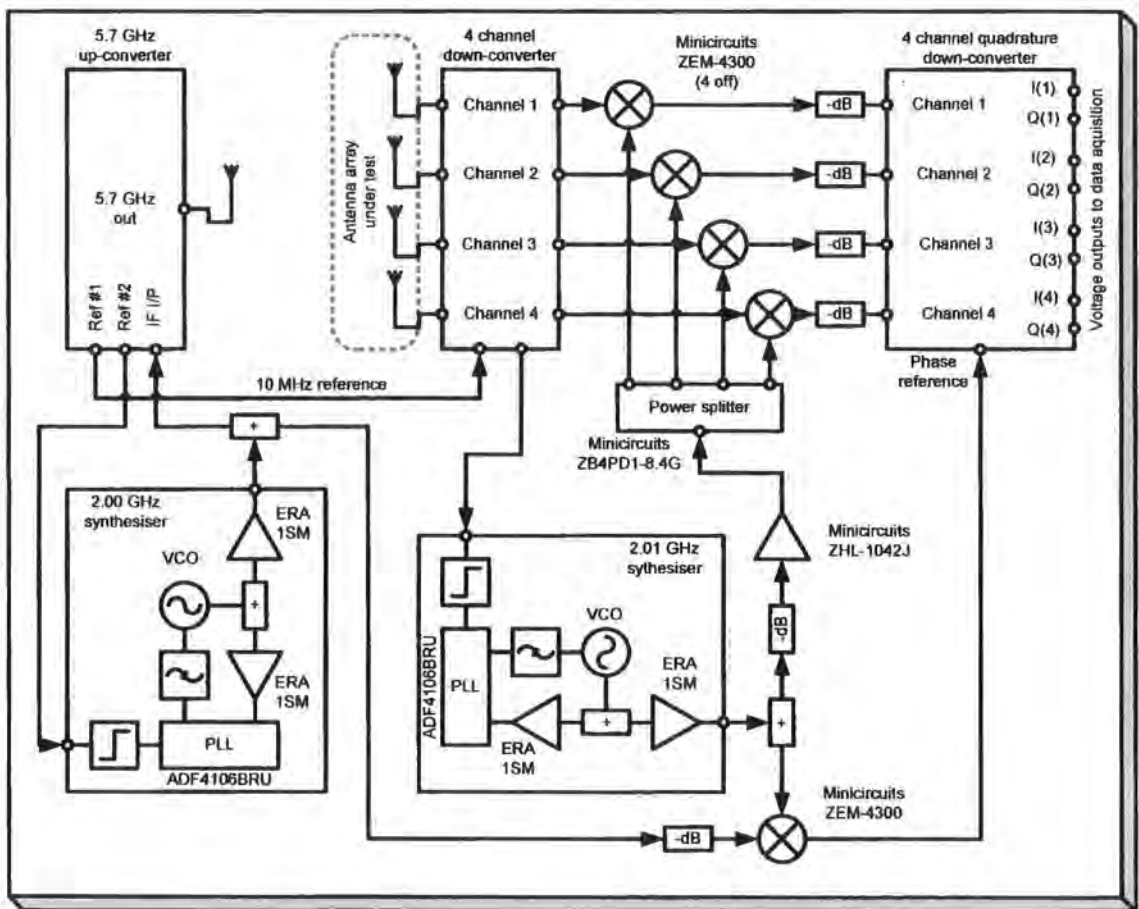 5.7 GHz
up-converter
5.7 GHz
out
Ref #1
Ref #2
IF I/P
Antenna array
under test
4 channel
down-converter
Channel 1
Channel 2
Channel 3
Channel 4
Minicircuits
ZEM-4300
(4 off)
-dB
-dB
-dB
-dB
4 channel quadrature
down-converter
Channel 1
Channel 2
Channel 3
Channel 4
I(1)
Q(1)
I(2)
Q(2)
I(3)
Q(3)
I(4)
Q(4)
Voltage outputs to data aquisition
Phase
reference
10 MHz reference
+
Power splitter
Minicircuits
ZB4PD1-8.4G
2.00 GHz
synthesiser
ERA
1SM
VCO
+
ERA
1SM
PLL
ADF4106BRU
2.01 GHz
sythesiser
VCO
ADF4106BRU
PLL
ERA
1SM
+
ERA
1SM
Minicircuits
ZHL-1042J
-dB
+
Minicircuits
ZEM-4300
-dB